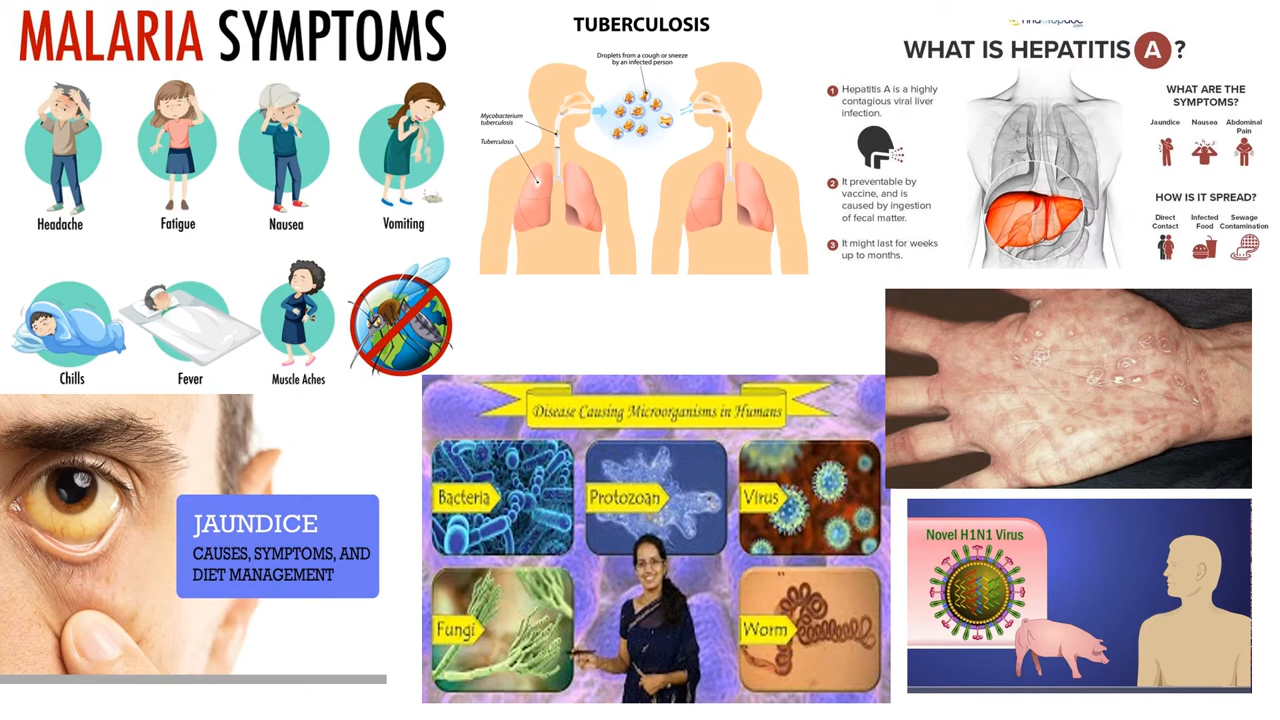 MALARIA SYMPTOMS
Headache
Fatigue
Nausea
Vomiting
Chills
Fever
Muscle Aches
TUBERCULOSIS
Droplets from a cough or sneeze
by an infected person
Mycobacterium
tuberculosis
Tuberculosis
WHAT IS HEPATITIS A ?
1 Hepatitis A is a highly
contagious viral liver
infection.
2 It preventable by
vaccine, and is
caused by ingestion
of fecal matter.
3 It might last for weeks
up to months.
WHAT ARE THE
SYMPTOMS?
Jaundice
Nausea
Abdominal
Pain
HOW IS IT SPREAD?
Direct
Contact
Infected
Food
Sewage
Contamination
JAUNDICE
CAUSES, SYMPTOMS, AND
DIET MANAGEMENT
Disease Causing Microorganisms in Humans
Bacteria
Protozoan
Virus
Fungi
Worm
Novel H1N1 Virus